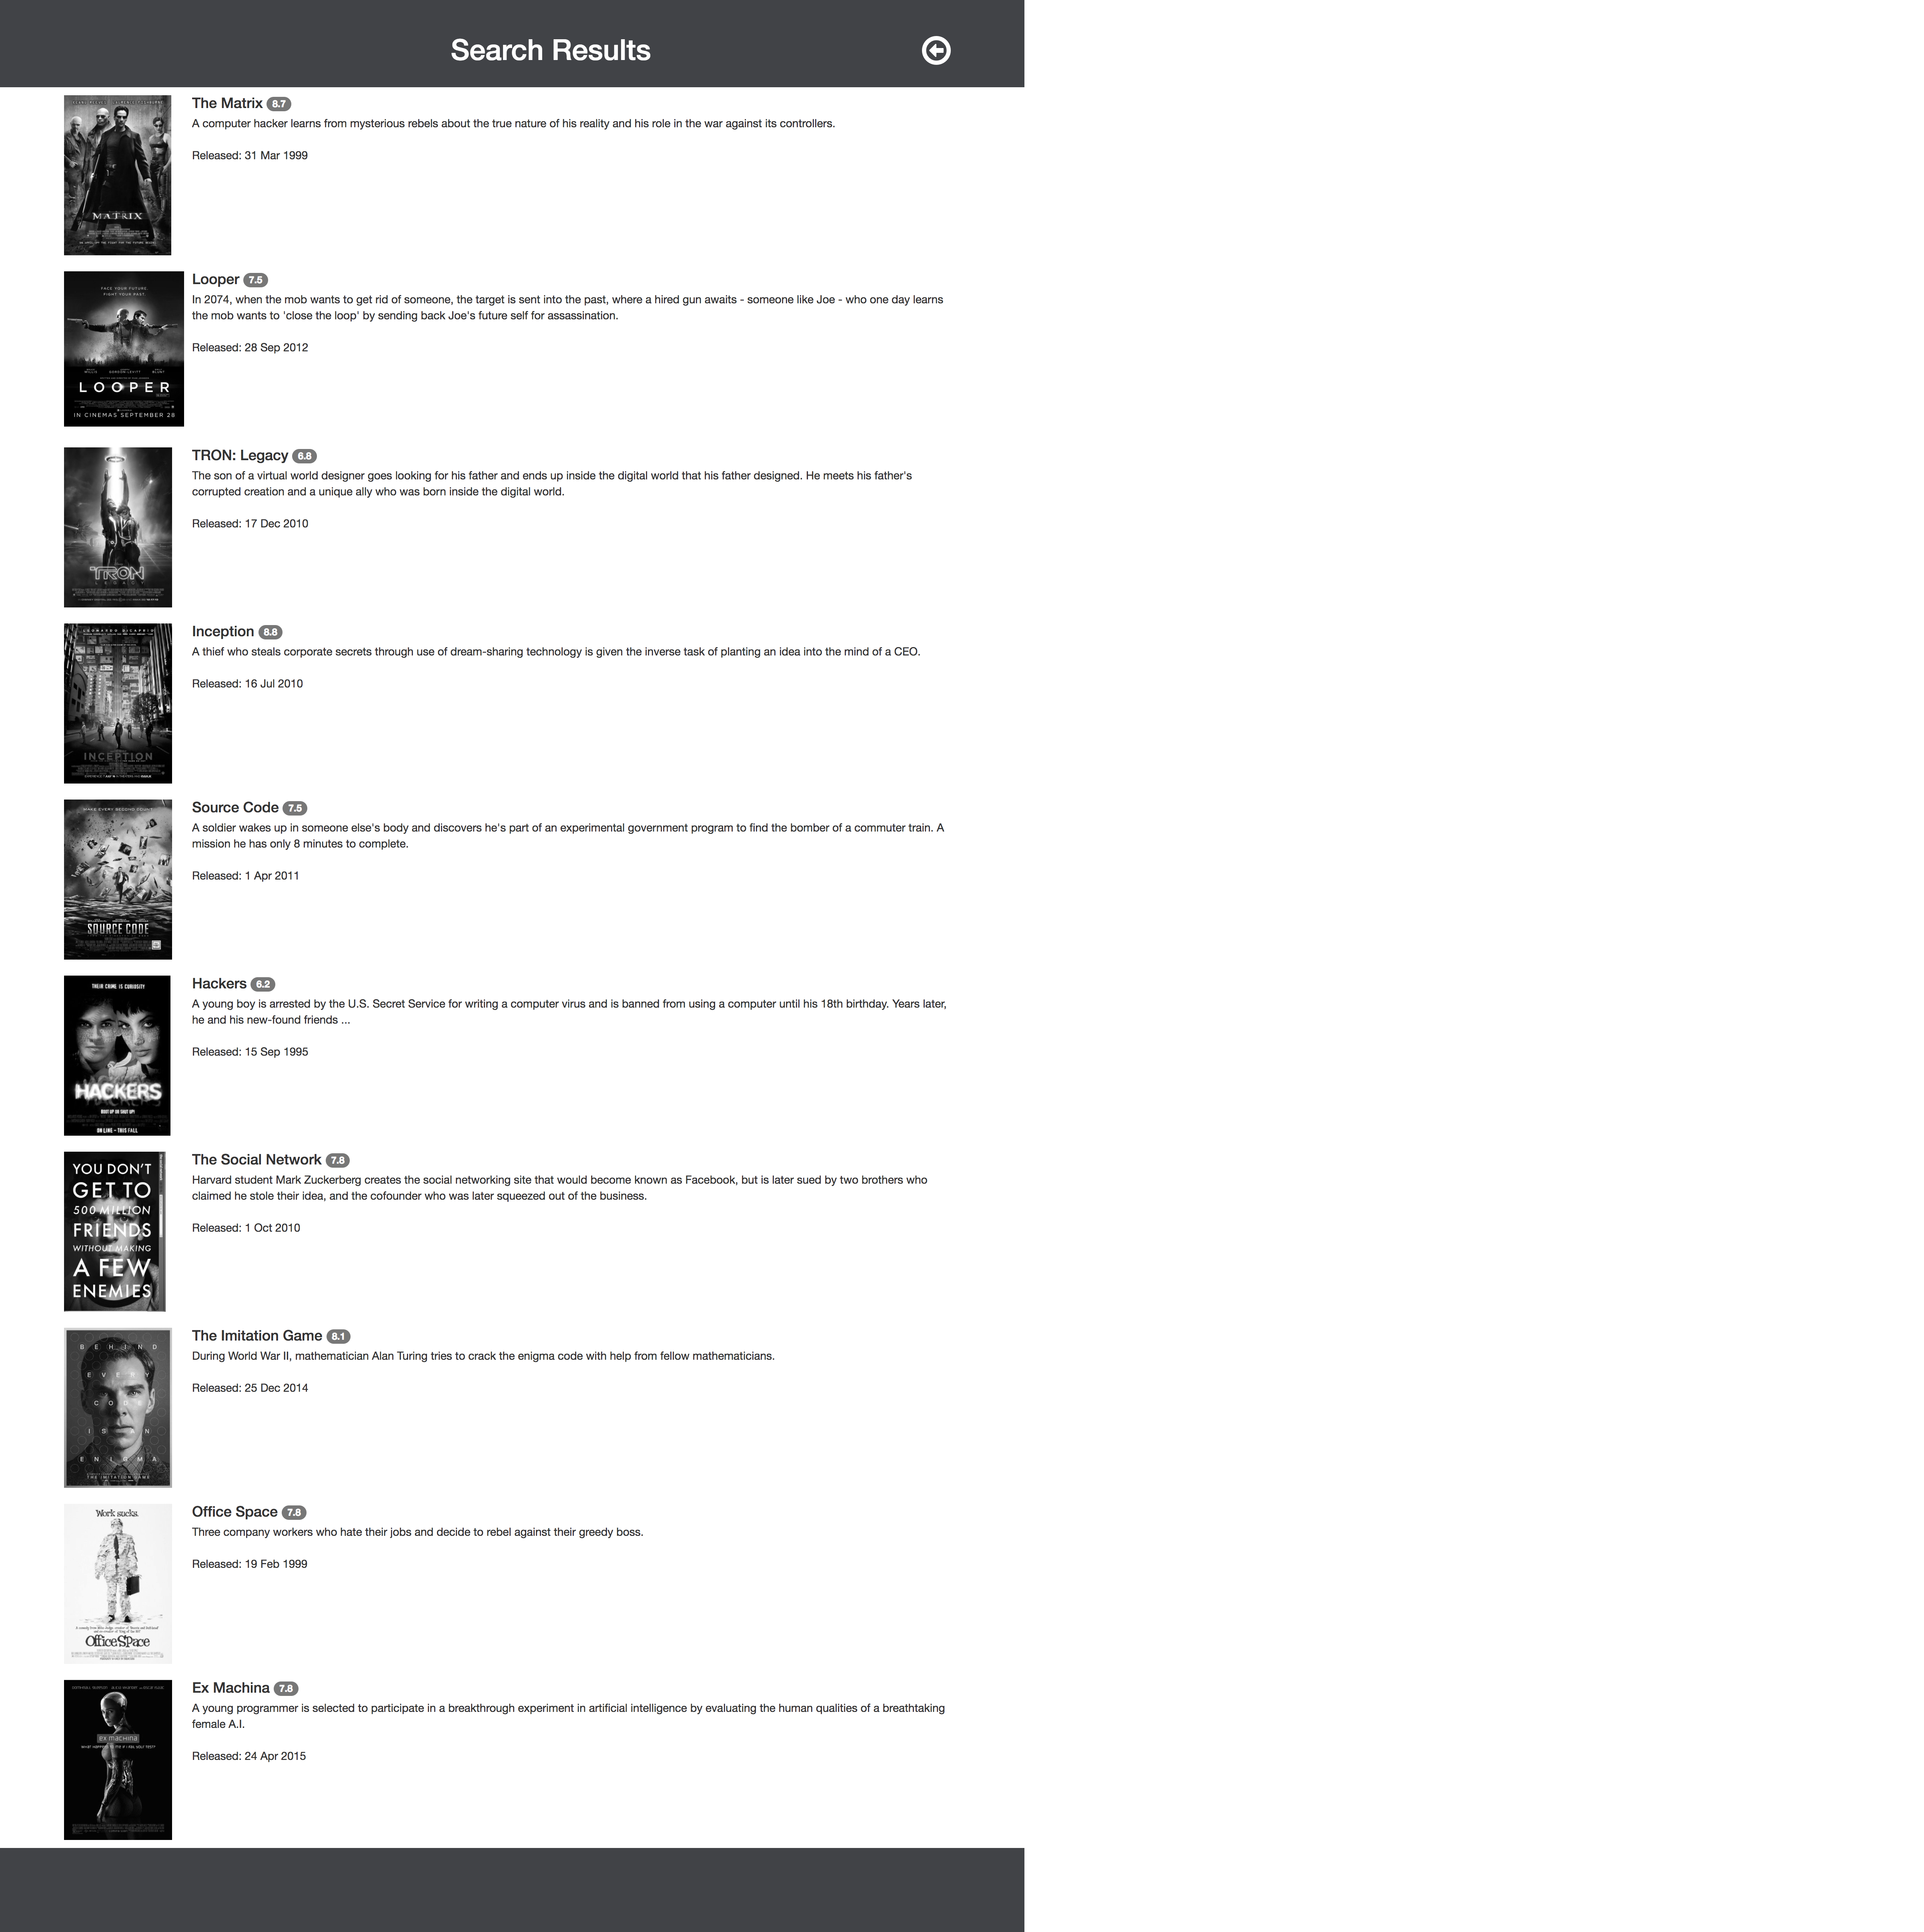 Search Results
MATRIX
The Matrix 8.7
A computer hacker learns from mysterious rebels about the true nature of his reality and his role in the war against its controllers.
Released: 31 Mar 1999
FACE YOUR FUTURE.
FIGHT YOUR PAST.
LOOPER
IN CINEMAS SEPTEMBER 28
Looper 7.5
In 2074, when the mob wants to get rid of someone, the target is sent into the past, where a hired gun awaits - someone like Joe - who one day learns
the mob wants to 'close the loop' by sending back Joe's future self for assassination.
Released: 28 Sep 2012
TRON
LEGACY
TRON: Legacy 6.8
The son of a virtual world designer goes looking for his father and ends up inside the digital world that his father designed. He meets his father's
corrupted creation and a unique ally who was born inside the digital world.
Released: 17 Dec 2010
INCEPTION
Inception 8.8
A thief who steals corporate secrets through use of dream-sharing technology is given the inverse task of planting an idea into the mind of a CEO.
Released: 16 Jul 2010
MAKE EVERY SECOND COUNT
SOURCE CODE
Source Code 7.5
A soldier wakes up in someone else's body and discovers he's part of an experimental government program to find the bomber of a commuter train. A
mission he has only 8 minutes to complete.
Released: 1 Apr 2011
THEIR CRIME IS CURIOSITY
HACKERS
BOOT UP OR SHUT UP!
ON LINE - THIS FALL
Hackers 6.2
A young boy is arrested by the U.S. Secret Service for writing a computer virus and is banned from using a computer until his 18th birthday. Years later,
he and his new-found friends ...
Released: 15 Sep 1995
YOU DON'T
GET TO
500 MILLION
FRIENDS
WITHOUT MAKING
A FEW
ENEMIES
The Social Network 7.8
Harvard student Mark Zuckerberg creates the social networking site that would become known as Facebook, but is later sued by two brothers who
claimed he stole their idea, and the cofounder who was later squeezed out of the business.
Released: 1 Oct 2010
BEHIND
EVERY
CODE
IS AN
ENIGMA
THE IMITATION GAME
The Imitation Game 8.1
During World War II, mathematician Alan Turing tries to crack the enigma code with help from fellow mathematicians.
Released: 25 Dec 2014
Work sucks.
Office Space
Office Space 7.8
Three company workers who hate their jobs and decide to rebel against their greedy boss.
Released: 19 Feb 1999
EX MACHINA
Ex Machina 7.8
A young programmer is selected to participate in a breakthrough experiment in artificial intelligence by evaluating the human qualities of a breathtaking
female A.I.
Released: 24 Apr 2015